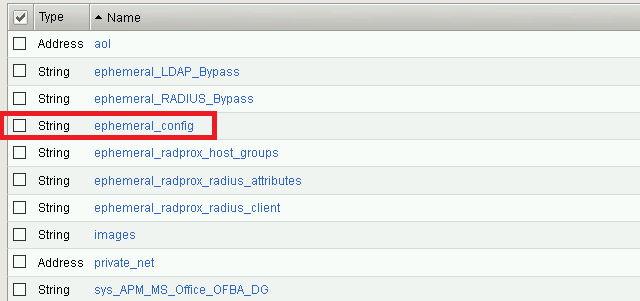 Type Name
Address aol
String ephemeral_LDAP_Bypass
String ephemeral_RADIUS_Bypass
String ephemeral_config
String ephemeral_radprox_host_groups
String ephemeral_radprox_radius_attributes
String ephemeral_radprox_radius_client
String images
Address private_net
String sys_APM_MS_Office_OFBA_DG